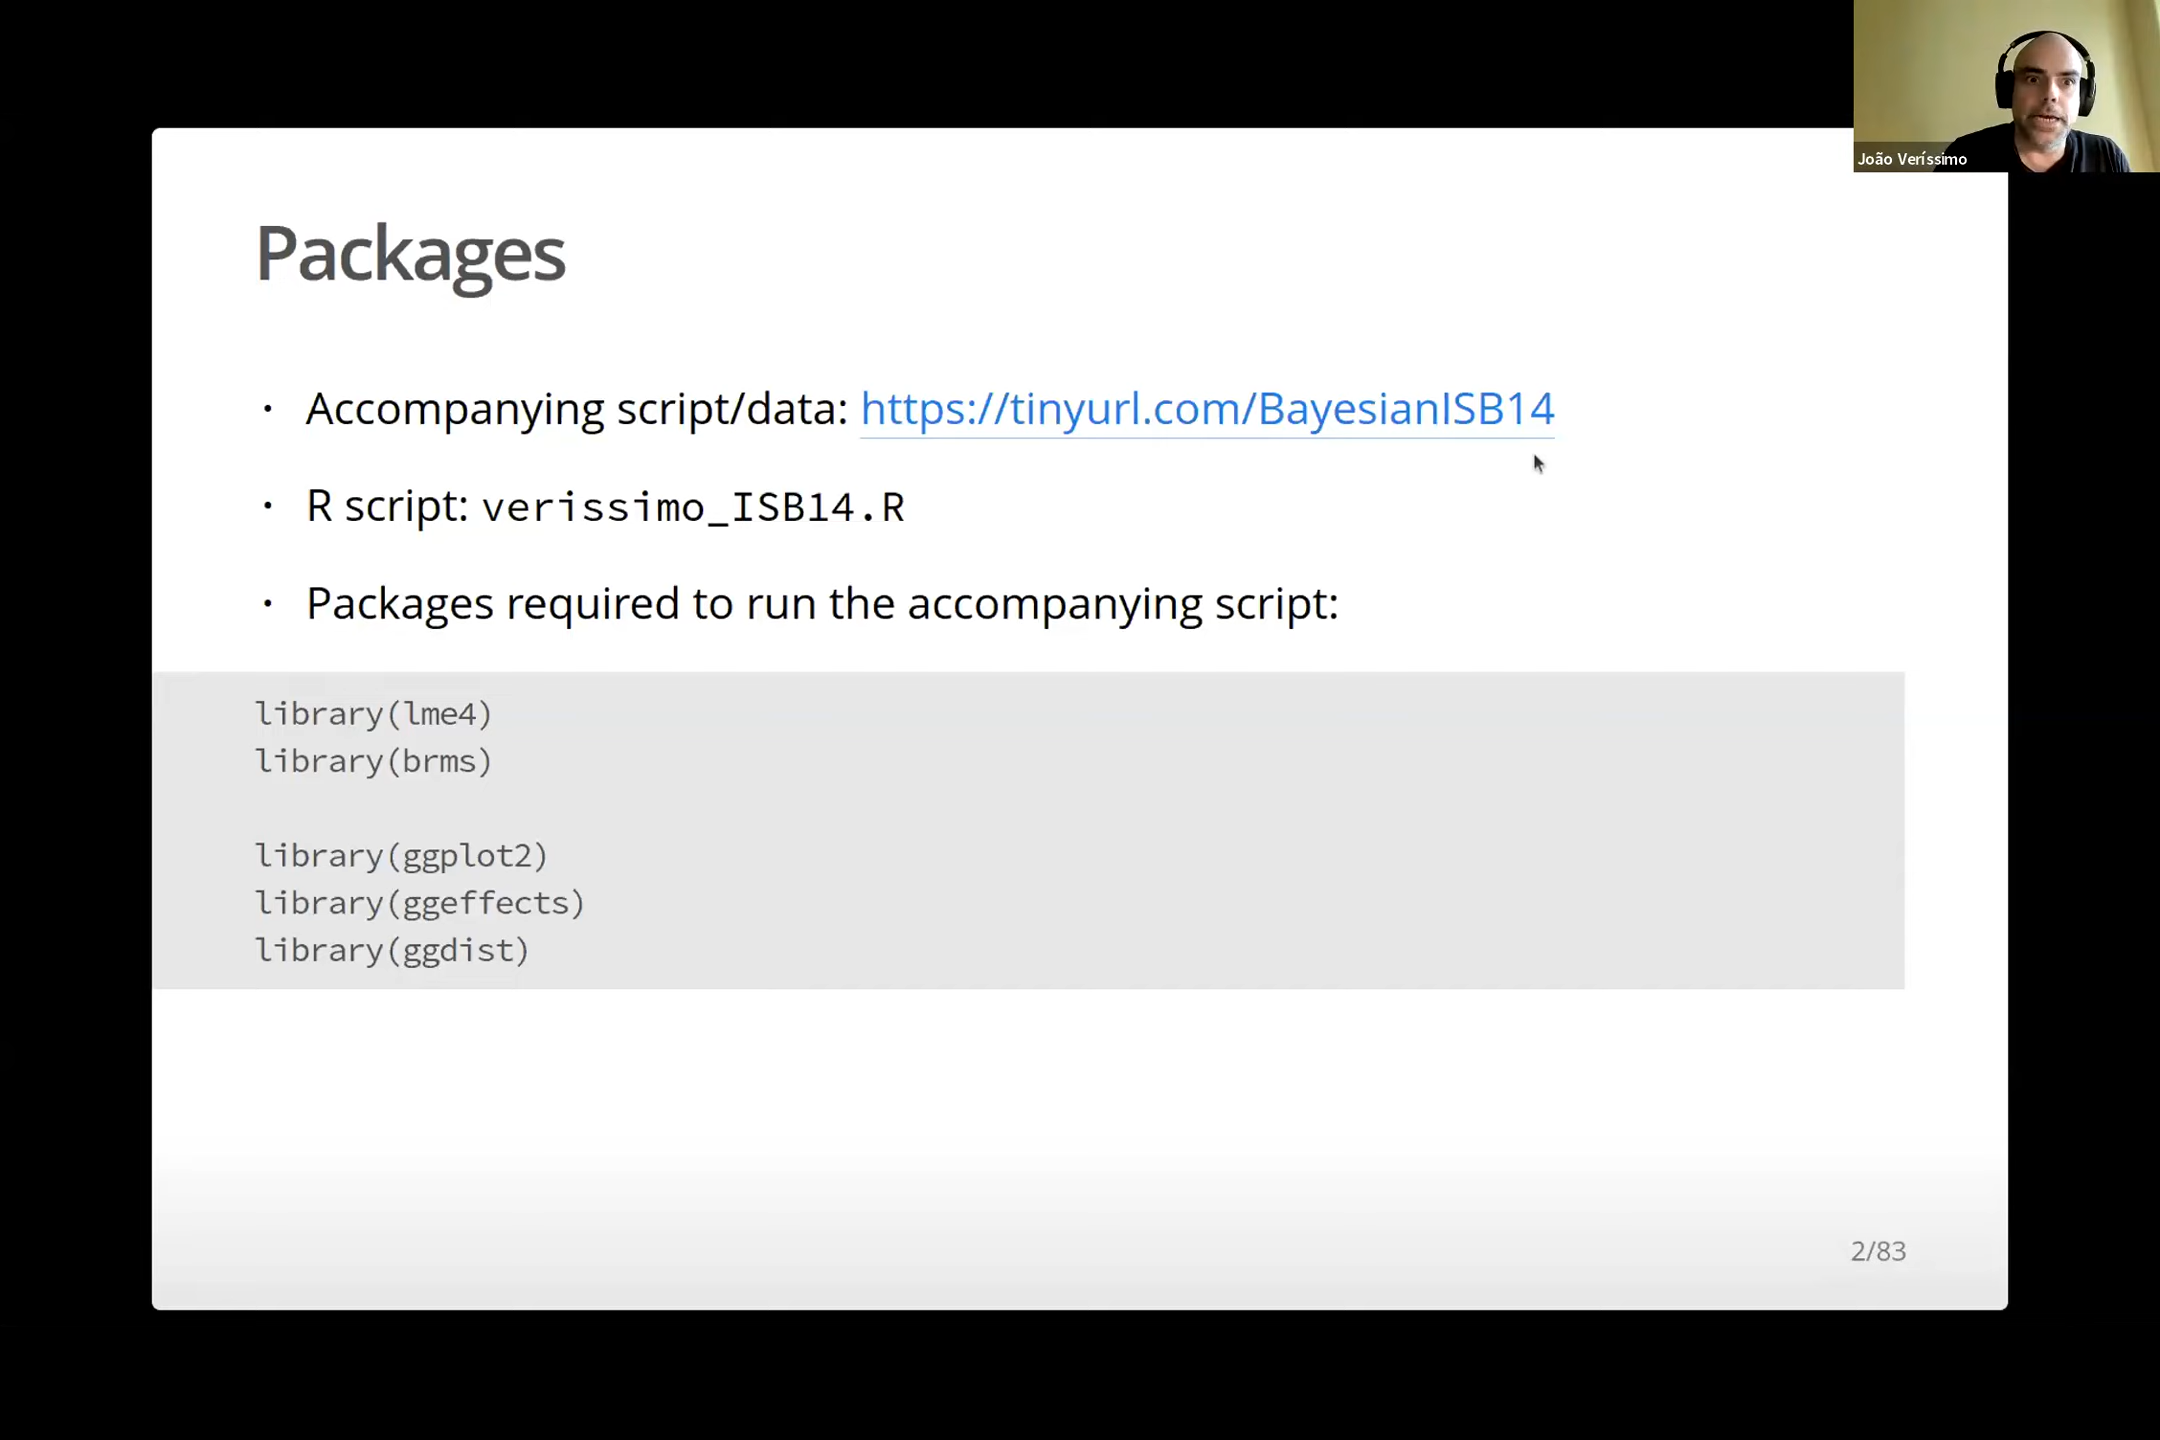 João Veríssimo
Packages
• Accompanying script/data: https://tinyurl.com/BayesianISB14
• R script: verissimo_ISB14.R
• Packages required to run the accompanying script:
library(lme4)
library(brms)
library(ggplot2)
library(ggeffects)
library(ggdist)
2/83